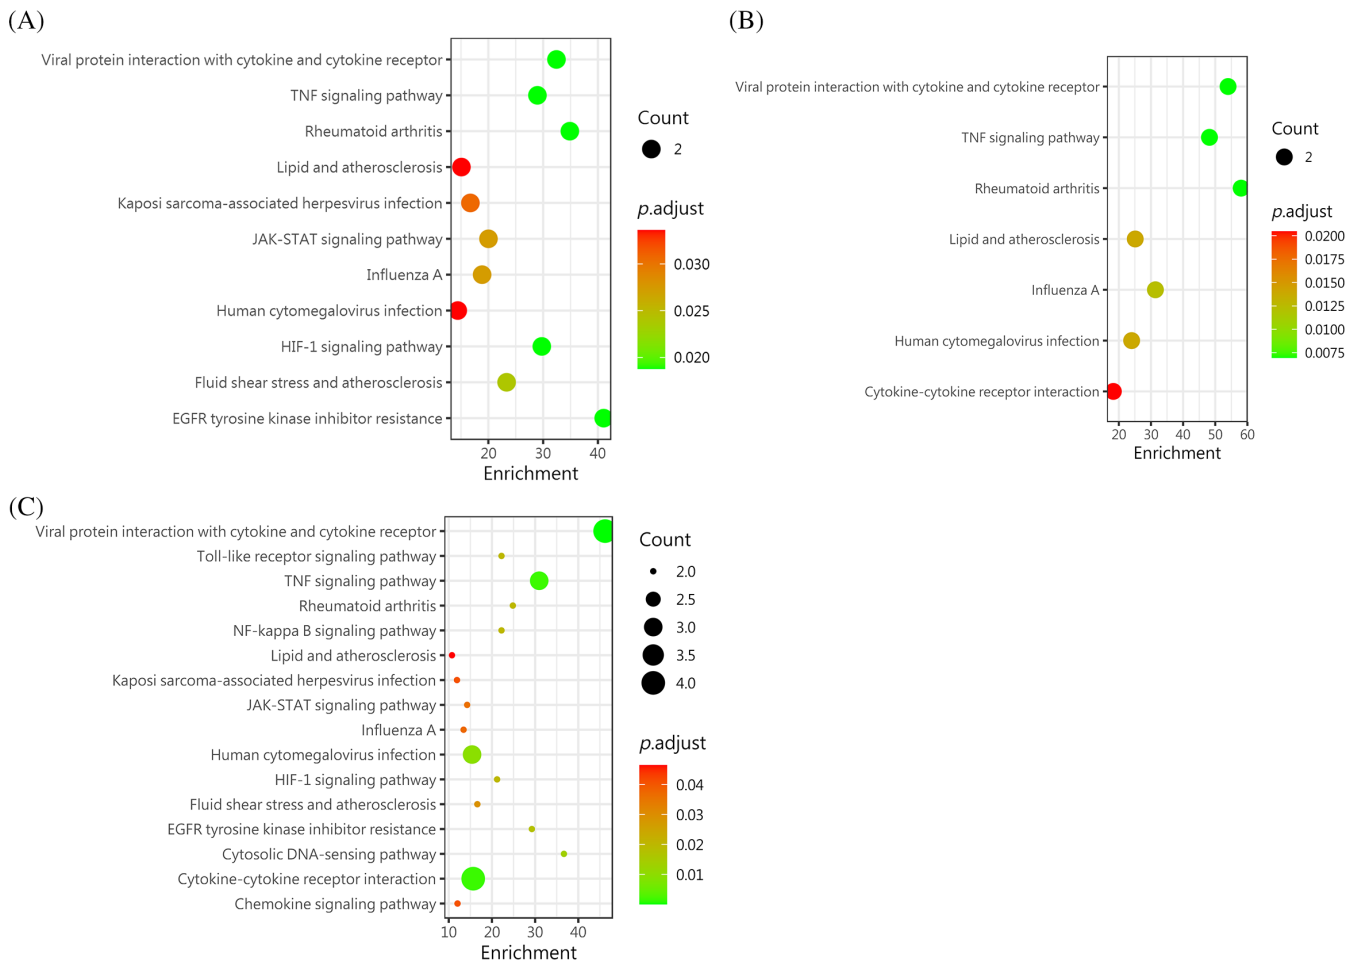 (A)
Viral protein interaction with cytokine and cytokine receptor
TNF signaling pathway
Rheumatoid arthritis
Lipid and atherosclerosis
Kaposi sarcoma-associated herpesvirus infection
JAK-STAT signaling pathway
Influenza A
Human cytomegalovirus infection
HIF-1 signaling pathway
Fluid shear stress and atherosclerosis
EGFR tyrosine kinase inhibitor resistance
20 30 40
Enrichment
Count
2
p.adjust
0.030
0.025
0.020
(B)
Viral protein interaction with cytokine and cytokine receptor
TNF signaling pathway
Rheumatoid arthritis
Lipid and atherosclerosis
Influenza A
Human cytomegalovirus infection
Cytokine-cytokine receptor interaction
20 30 40 50 60
Enrichment
Count
2
p.adjust
0.0200
0.0175
0.0150
0.0125
0.0100
0.0075
(C)
Viral protein interaction with cytokine and cytokine receptor
Toll-like receptor signaling pathway
TNF signaling pathway
Rheumatoid arthritis
NF-kappa B signaling pathway
Lipid and atherosclerosis
Kaposi sarcoma-associated herpesvirus infection
JAK-STAT signaling pathway
Influenza A
Human cytomegalovirus infection
HIF-1 signaling pathway
Fluid shear stress and atherosclerosis
EGFR tyrosine kinase inhibitor resistance
Cytosolic DNA-sensing pathway
Cytokine-cytokine receptor interaction
Chemokine signaling pathway
10 20 30 40
Enrichment
Count
2.0
2.5
3.0
3.5
4.0
p.adjust
0.04
0.03
0.02
0.01